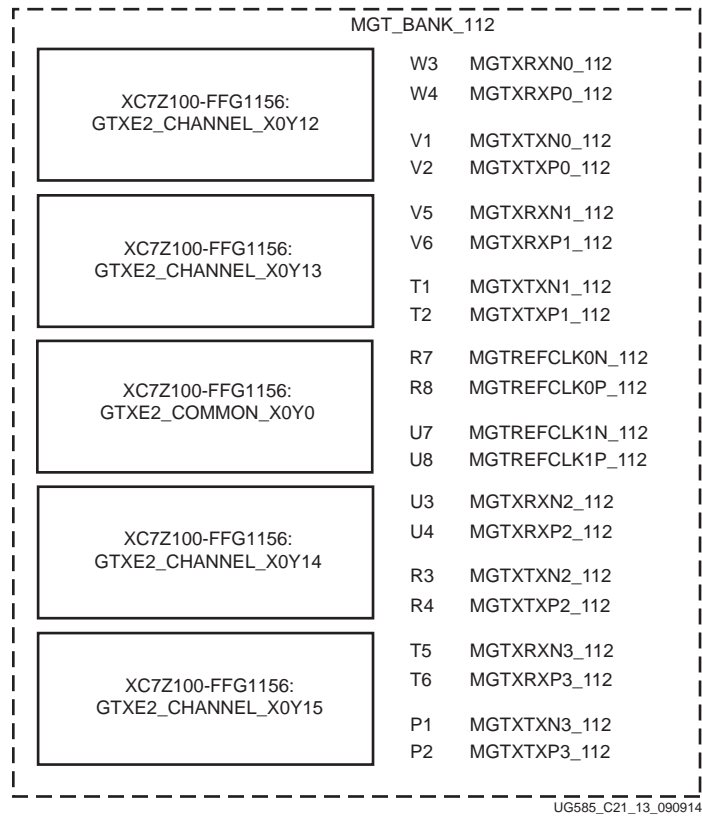 MGT_BANK_112
XC7Z100-FFG1156:
GTXE2_CHANNEL_X0Y12
W3 MGTXRXN0_112
W4 MGTXRXP0_112
V1 MGTXTXN0_112
V2 MGTXTXP0_112
XC7Z100-FFG1156:
GTXE2_CHANNEL_X0Y13
V5 MGTXRXN1_112
V6 MGTXRXP1_112
T1 MGTXTXN1_112
T2 MGTXTXP1_112
XC7Z100-FFG1156:
GTXE2_COMMON_X0Y0
R7 MGTREFCLK0N_112
R8 MGTREFCLK0P_112
U7 MGTREFCLK1N_112
U8 MGTREFCLK1P_112
XC7Z100-FFG1156:
GTXE2_CHANNEL_X0Y14
U3 MGTXRXN2_112
U4 MGTXRXP2_112
R3 MGTXTXN2_112
R4 MGTXTXP2_112
XC7Z100-FFG1156:
GTXE2_CHANNEL_X0Y15
T5 MGTXRXN3_112
T6 MGTXRXP3_112
P1 MGTXTXN3_112
P2 MGTXTXP3_112
UG585_C21_13_090914